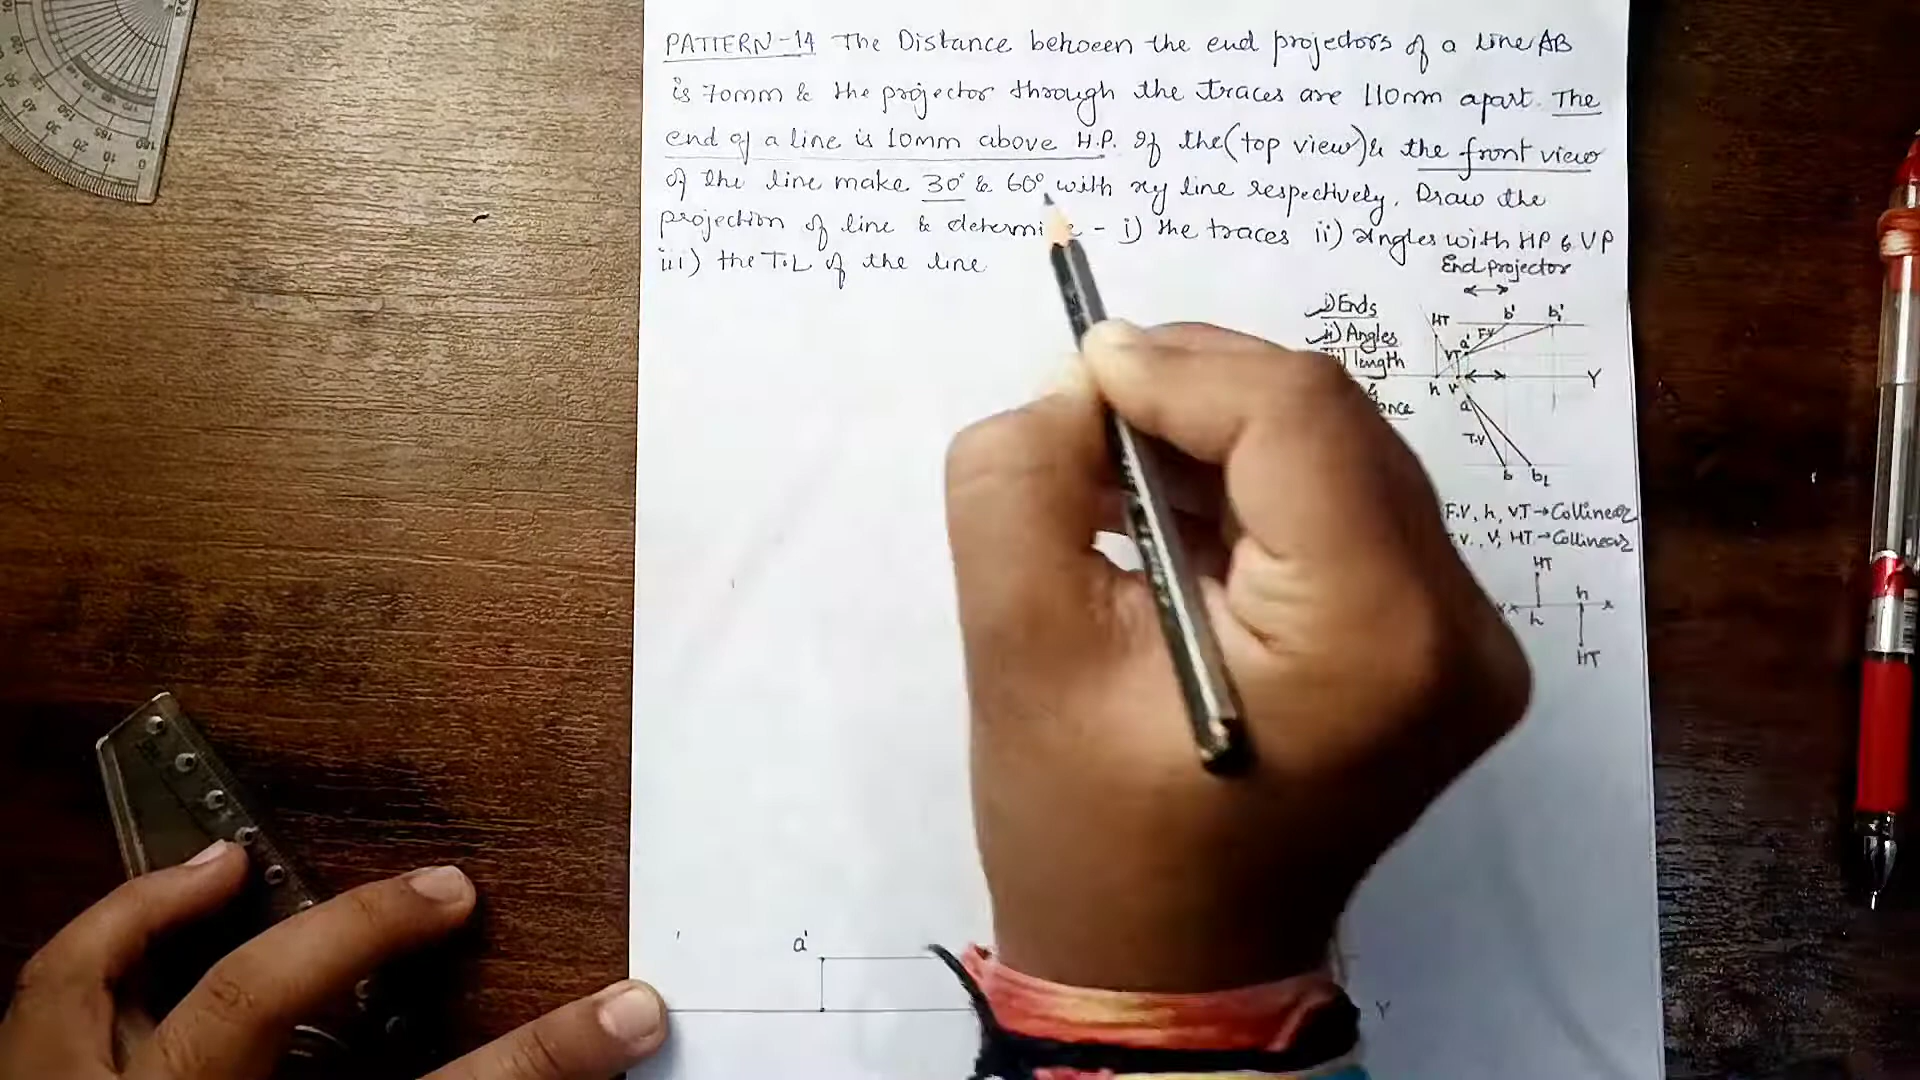 PATTERN-14 The Distance between the end projectors of a line AB
is 70mm & the projector through the traces are 110mm apart. The
end of a line is 10mm above H.P. If the (top view) & the front view
of the line make 30° & 60° with xy line respectively. Draw the
projection of line & determi - i) the traces ii) Angles with HP & VP
iii) the T.L of the line
End projector
i) Ends
ii) Angles
length
HT
b'
b1'
F.V
VT
a'
h
v
Y
a
T.V
b
b1
F.V, h, VT → Collinear
v., V, HT → Collinear
HT
h
h
HT
a'
Y